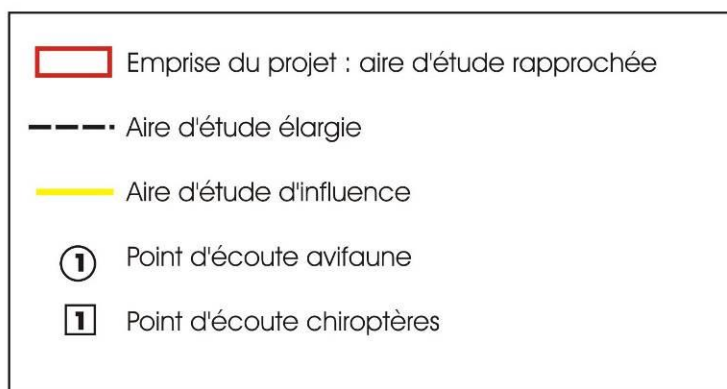 Emprise du projet : aire d'étude rapprochée
Aire d'étude élargie
Aire d'étude d'influence
1 Point d'écoute avifaune
1 Point d'écoute chiroptères